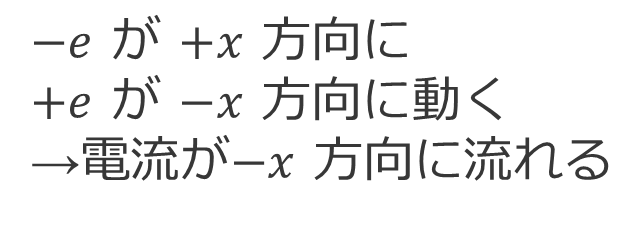 −e が +x 方向に
+e が −x 方向に動く
→電流が−x 方向に流れる